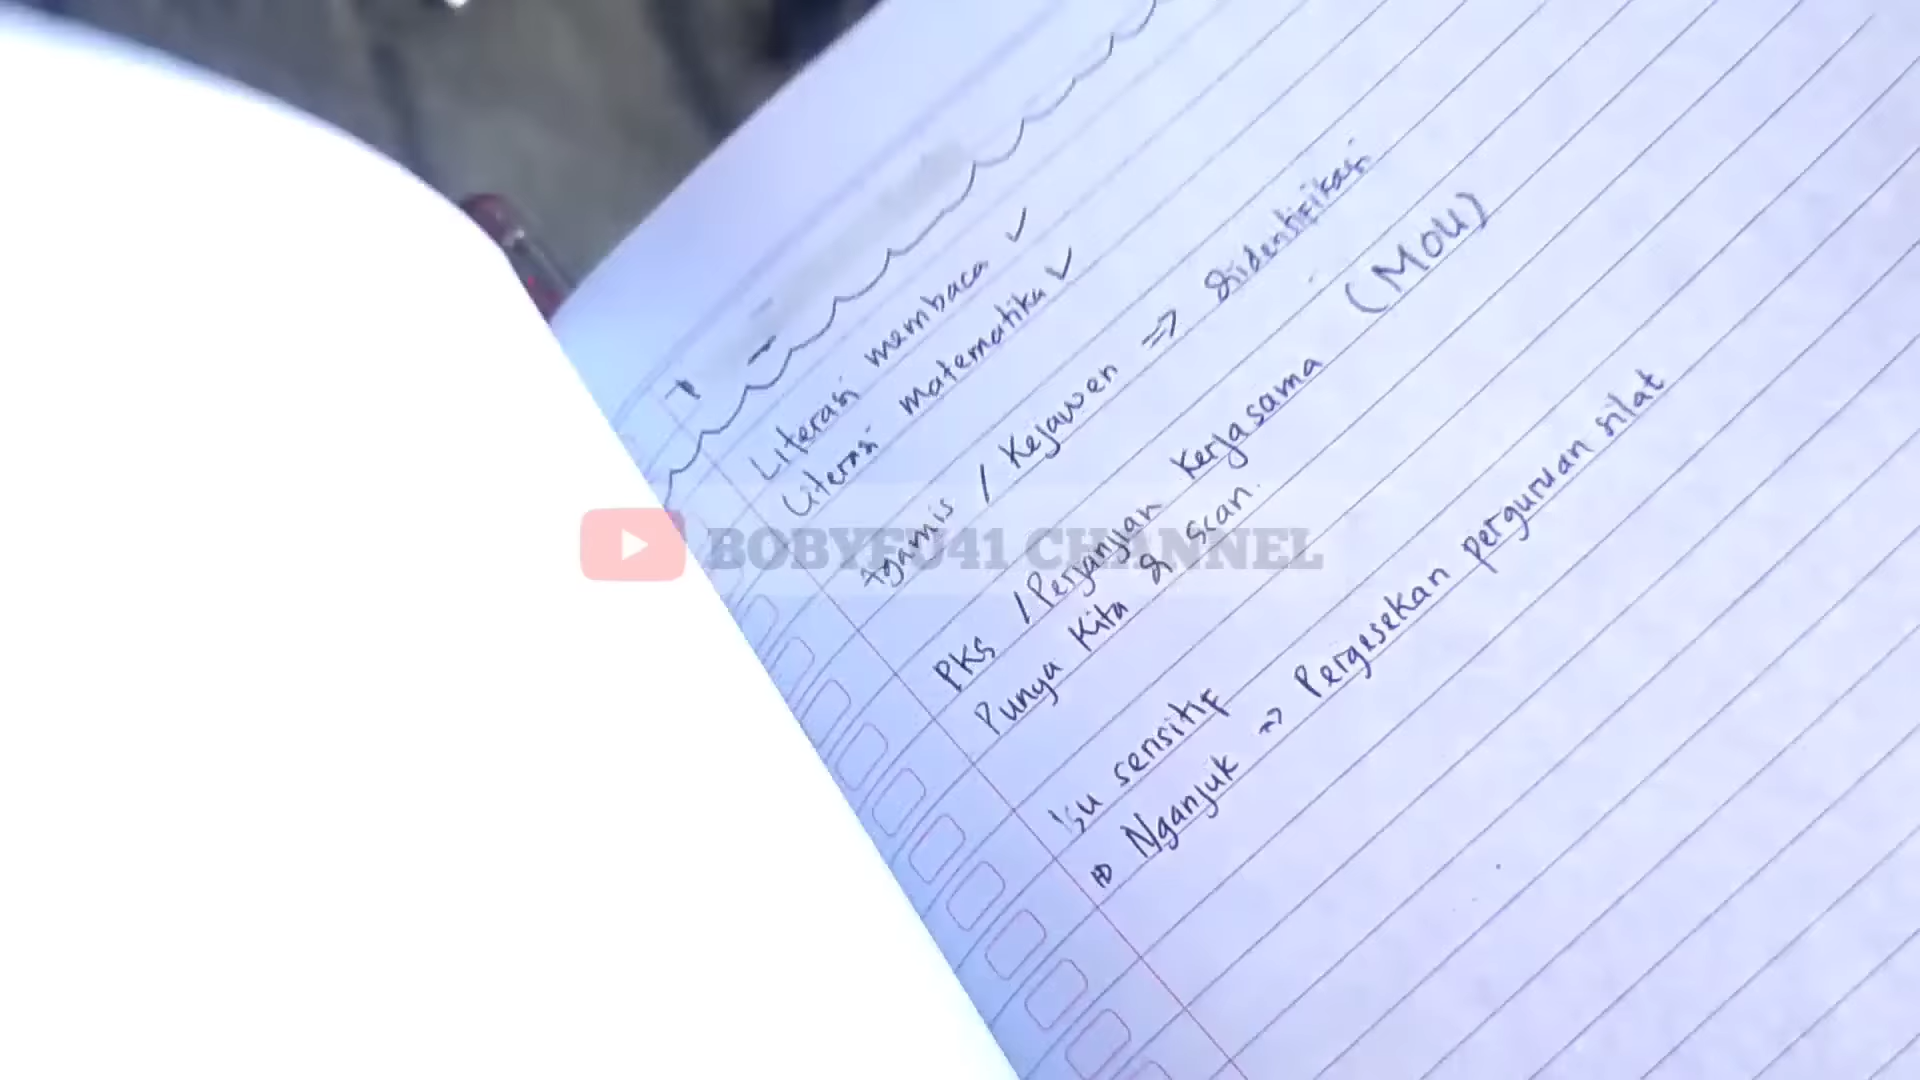 Literasi membaca ✓
Literasi matematika ✓
Agamis / Kejawen => diidentifikasi
PKS / Perjanjian Kerjasama (MOU)
Punya Kita di scan.
Isu sensitif
Nganjuk => Pergesekan perguruan silat
BOBYFU41 CHANNEL